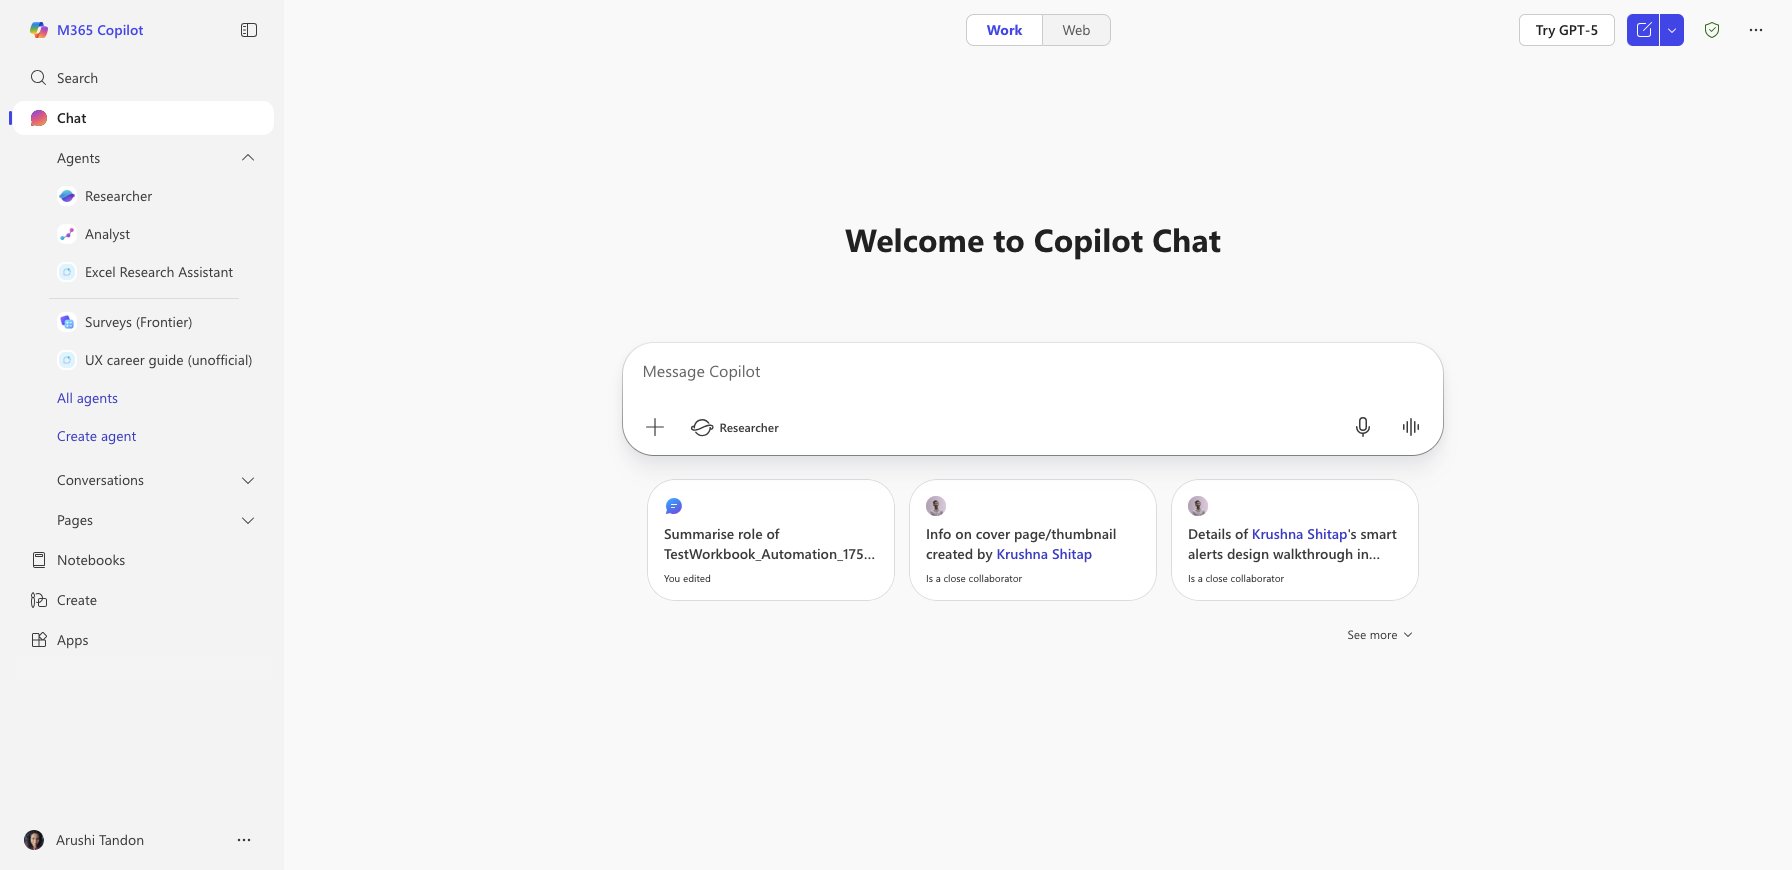 M365 Copilot
Search
Chat
Agents
Researcher
Analyst
Excel Research Assistant
Surveys (Frontier)
UX career guide (unofficial)
All agents
Create agent
Conversations
Pages
Notebooks
Create
Apps
Arushi Tandon
Work
Web
Try GPT-5
Welcome to Copilot Chat
Message Copilot
Researcher
Summarise role of
TestWorkbook_Automation_175...
You edited
Info on cover page/thumbnail
created by Krushna Shitap
Is a close collaborator
Details of Krushna Shitap's smart
alerts design walkthrough in...
Is a close collaborator
See more